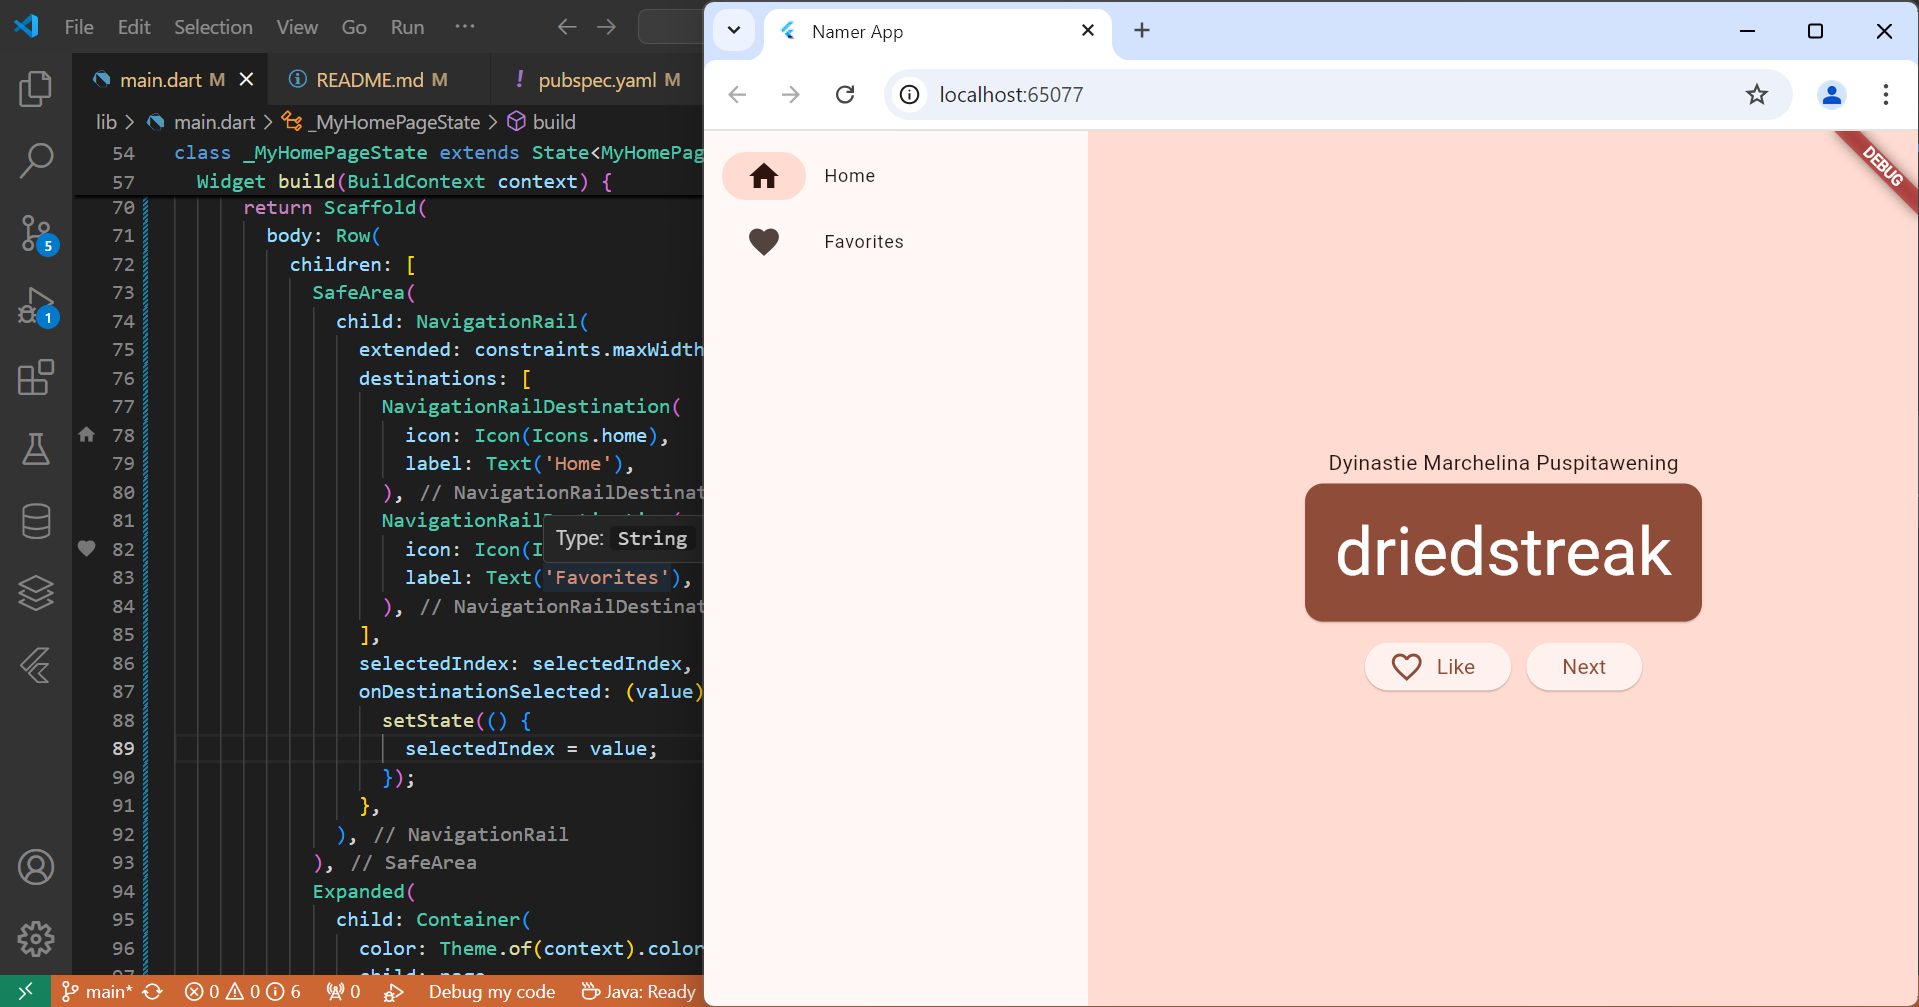 File Edit Selection View Go Run ···
main.dart M README.md M pubspec.yaml M
lib > main.dart > _MyHomePageState > build
54 class _MyHomePageState extends State<MyHomePag
57 Widget build(BuildContext context) {
70 return Scaffold(
71 body: Row(
72 children: [
73 SafeArea(
74 child: NavigationRail(
75 extended: constraints.maxWidth
76 destinations: [
77 NavigationRailDestination(
78 icon: Icon(Icons.home),
79 label: Text('Home'),
80 ), // NavigationRailDestinat
81 NavigationRail
82 icon: Icon(I
Type: String
83 label: Text('Favorites'),
84 ), // NavigationRailDestinat
85 ],
86 selectedIndex: selectedIndex,
87 onDestinationSelected: (value)
88 setState(() {
89 selectedIndex = value;
90 });
91 },
92 ), // NavigationRail
93 ), // SafeArea
94 Expanded(
95 child: Container(
96 color: Theme.of(context).color
5
1
main* 0 0 6 0 Debug my code Java: Ready
Namer App
localhost:65077
DEBUG
Home
Favorites
Dyinastie Marchelina Puspitawening
driedstreak
Like Next